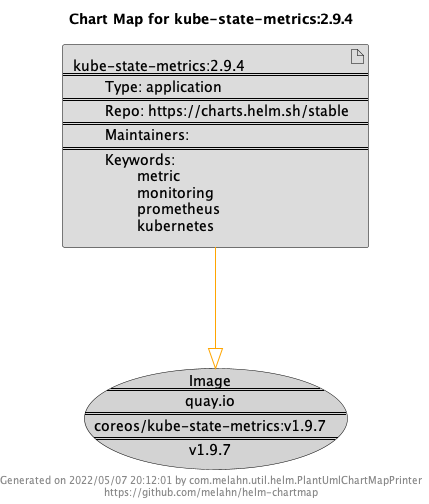 Chart Map for kube-state-metrics:2.9.4
kube-state-metrics:2.9.4
Type: application
Repo: https://charts.helm.sh/stable
Maintainers:
Keywords:
metric
monitoring
prometheus
kubernetes
Image
quay.io
coreos/kube-state-metrics:v1.9.7
v1.9.7
Generated on 2022/05/07 20:12:01 by com.melahn.util.helm.PlantUmlChartMapPrinter
https://github.com/melahn/helm-chartmap